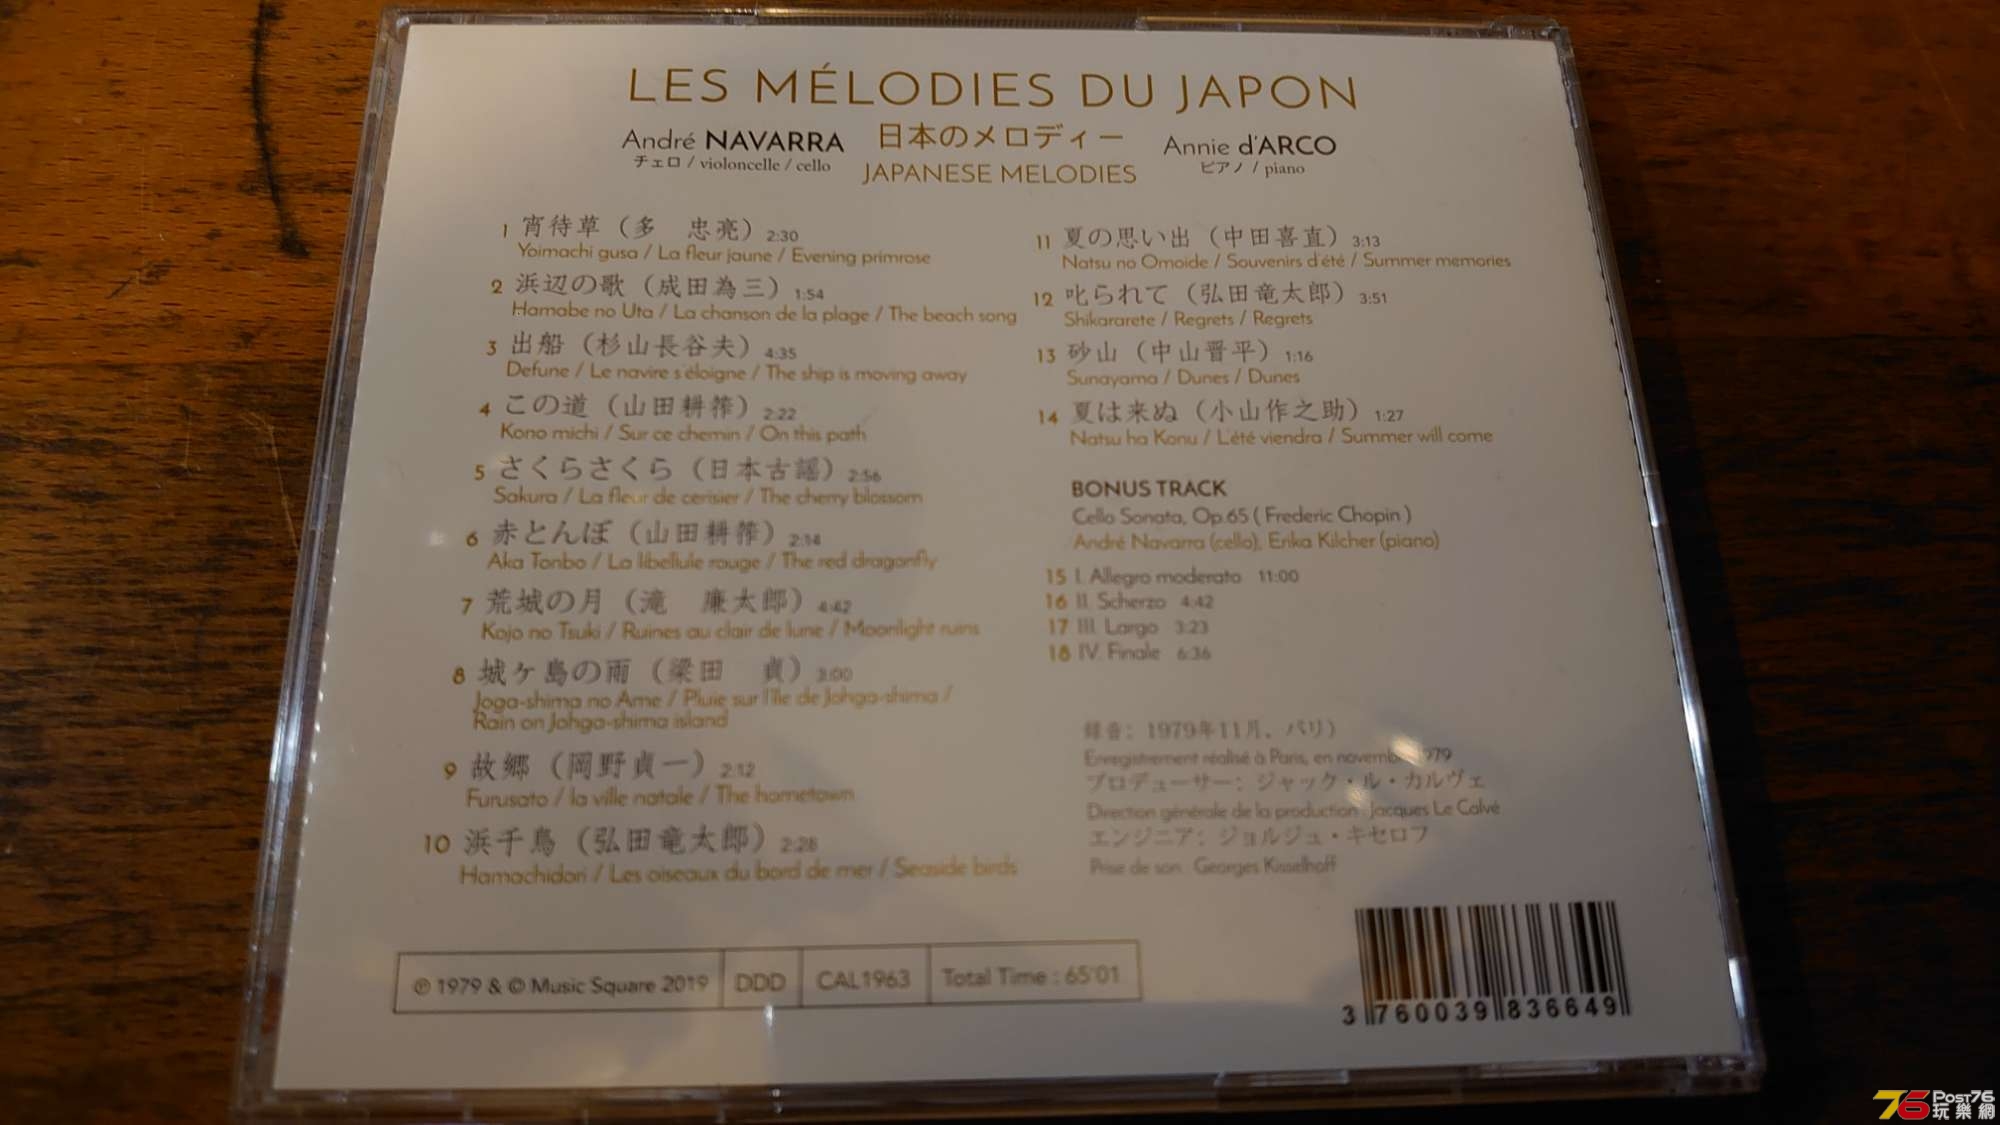 LES MÉLODIES DU JAPON
André NAVARRA
チェロ / violoncelle / cello
日本のメロディー
JAPANESE MELODIES
Annie d'ARCO
ピアノ / piano
1 宵待草（多　忠亮）2:30
Yoimachi gusa / La fleur jaune / Evening primrose
2 浜辺の歌（成田為三）1:54
Hamabe no Uta / La chanson de la plage / The beach song
3 出船（杉山長谷夫）4:35
Defune / Le navire s'éloigne / The ship is moving away
4 この道（山田耕筰）2:22
Kono michi / Sur ce chemin / On this path
5 さくらさくら（日本古謡）2:56
Sakura / La fleur de cerisier / The cherry blossom
6 赤とんぼ（山田耕筰）2:14
Aka Tonbo / La libellule rouge / The red dragonfly
7 荒城の月（滝　廉太郎）4:42
Kojo no Tsuki / Ruines au clair de lune / Moonlight ruins
8 城ヶ島の雨（梁田　貞）3:00
Joga-shima no Ame / Pluie sur l'île de Johga-shima /
Rain on Johga-shima island
9 故郷（岡野貞一）2:12
Furusato / la ville natale / The hometown
10 浜千鳥（弘田竜太郎）2:28
Hamachidori / Les oiseaux du bord de mer / Seaside birds
11 夏の思い出（中田喜直）3:13
Natsu no Omoide / Souvenirs d'été / Summer memories
12 叱られて（弘田竜太郎）3:51
Shikararete / Regrets / Regrets
13 砂山（中山晋平）1:16
Sunayama / Dunes / Dunes
14 夏は来ぬ（小山作之助）1:27
Natsu ha Konu / L'été viendra / Summer will come
BONUS TRACK
Cello Sonata, Op.65 ( Frederic Chopin )
André Navarra (cello), Erika Kilcher (piano)
15 I. Allegro moderato 11:00
16 II. Scherzo 4:42
17 III. Largo 3:23
18 IV. Finale 6:36
録音：1979年11月、パリ）
Enregistrement réalisé à Paris, en novembre 1979
プロデューサー：ジャック・ル・カルヴェ
Direction générale de la production : Jacques Le Calvé
エンジニア：ジョルジュ・キセロフ
Prise de son : Georges Kisselhoff
℗ 1979 & © Music Square 2019 DDD CAL1963 Total Time : 65'01
3 760039 836649
76 Post76
玩樂網